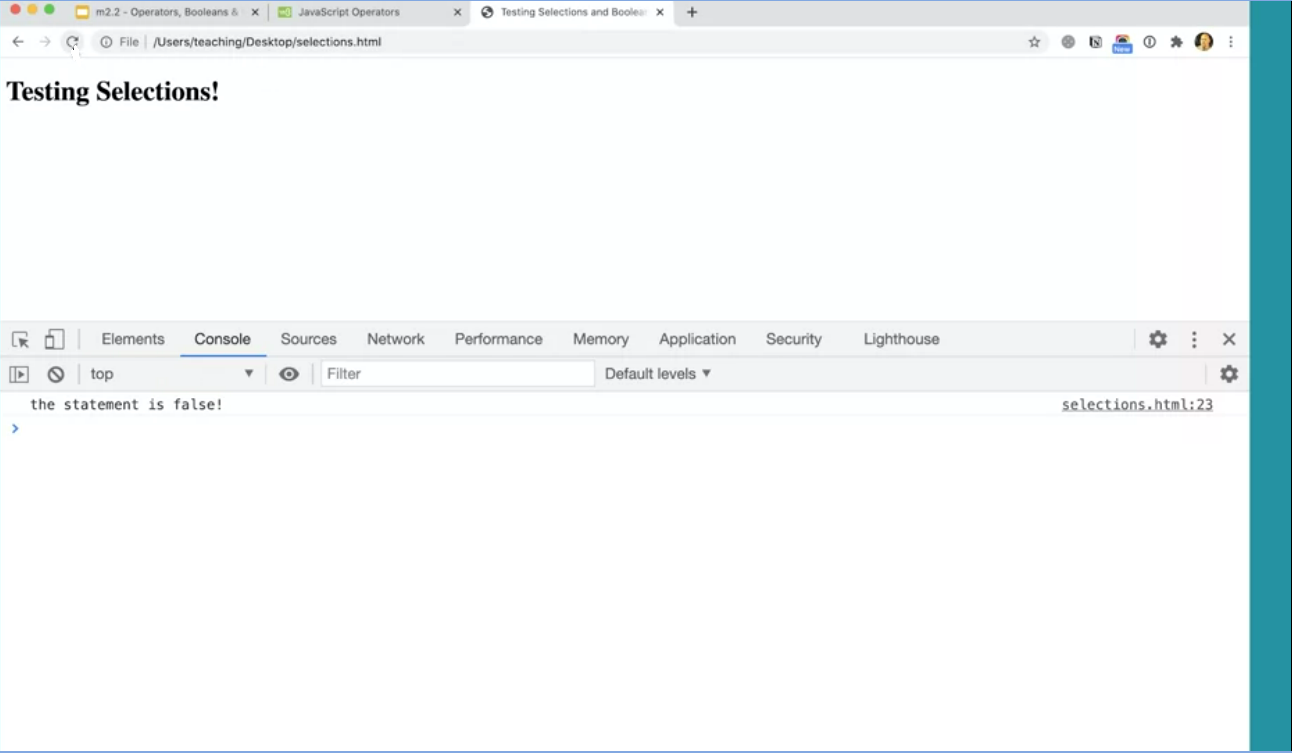 m2.2 - Operators, Booleans &
JavaScript Operators
Testing Selections and Boolea
File
/Users/teaching/Desktop/selections.html
New
Testing Selections!
Elements
Console
Sources
Network
Performance
Memory
Application
Security
Lighthouse
top
Filter
Default levels
the statement is false!
selections.html:23